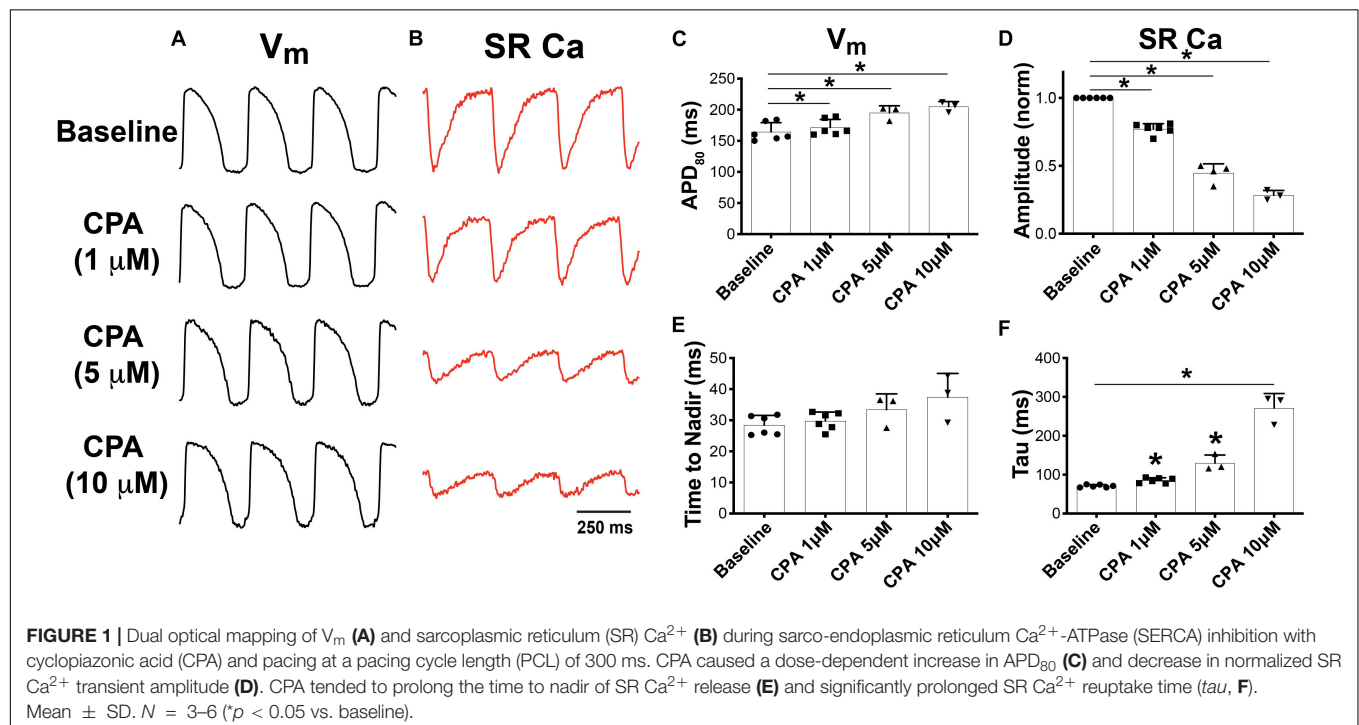 A
V_m
B
SR Ca
Baseline
CPA
(1 μM)
CPA
(5 μM)
CPA
(10 μM)
250 ms
C
V_m
APD_80 (ms)
250
200
150
100
50
0
* * *
Baseline
CPA 1μM
CPA 5μM
CPA 10μM
D
SR Ca
Amplitude (norm)
1.0
0.5
0.0
* * *
Baseline
CPA 1μM
CPA 5μM
CPA 10μM
E
Time to Nadir (ms)
50
40
30
20
10
0
Baseline
CPA 1μM
CPA 5μM
CPA 10μM
F
Tau (ms)
400
300
200
100
0
* * *
Baseline
CPA 1μM
CPA 5μM
CPA 10μM
FIGURE 1 | Dual optical mapping of V_m (A) and sarcoplasmic reticulum (SR) Ca²⁺ (B) during sarco-endoplasmic reticulum Ca²⁺-ATPase (SERCA) inhibition with
cyclopiazonic acid (CPA) and pacing at a pacing cycle length (PCL) of 300 ms. CPA caused a dose-dependent increase in APD_80 (C) and decrease in normalized SR
Ca²⁺ transient amplitude (D). CPA tended to prolong the time to nadir of SR Ca²⁺ release (E) and significantly prolonged SR Ca²⁺ reuptake time (tau, F).
Mean ± SD. N = 3–6 (*p < 0.05 vs. baseline).